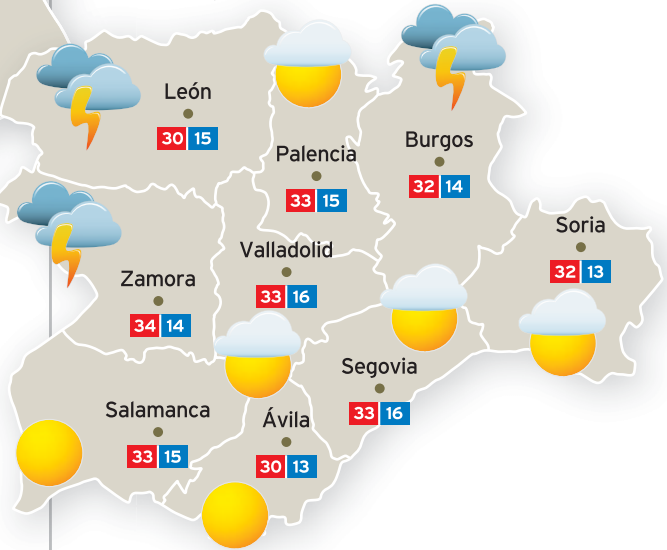 León
30 15
Palencia
33 15
Burgos
32 14
Soria
32 13
Valladolid
33 16
Zamora
34 14
Segovia
33 16
Salamanca
33 15
Ávila
30 13